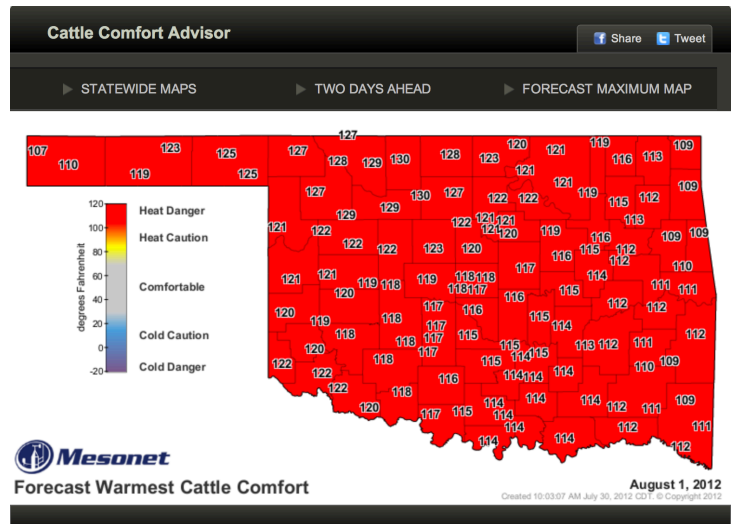 Cattle Comfort Advisor
Share Tweet
STATEWIDE MAPS TWO DAYS AHEAD FORECAST MAXIMUM MAP
127
107 123 125 127 128 129 130 128 123 120 121 119 116 113 109
110 119 125 121
127 129 129 130 127 122 122 121 119 115 112 109
121 122 122 121 121 121 120 119 116 113 109 109
122 122 123 120 116 115 112 112 110
121 121 120 119 118 119 118 118 118 117 117 115 114 111 111
120 119 118 118 117 116 116 115 114 112 112
120 118 118 117 117 117 115 115 114 115 113 112 111 112
122 122 122 118 116 115 114 114 114 110 109
120 118 117 115 114 114 114 114 114 112 111 109
114 114 112 111 112
120
100
80
60
40
20
0
-20
degrees Fahrenheit
Heat Danger
Heat Caution
Comfortable
Cold Caution
Cold Danger
Mesonet
Forecast Warmest Cattle Comfort
August 1, 2012
Created 10:03:07 AM July 30, 2012 CDT. © Copyright 2012